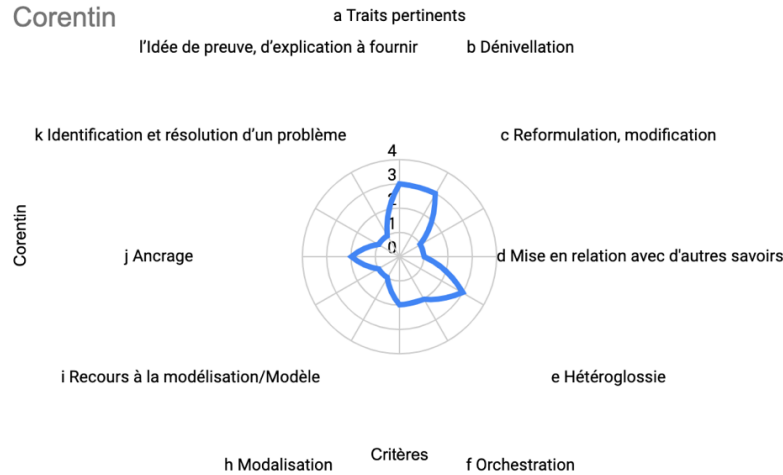 Corentin
a Traits pertinents
l'Idée de preuve, d'explication à fournir
b Dénivellation
k Identification et résolution d'un problème
c Reformulation, modification
4
3
2
1
0
Corentin
j Ancrage
d Mise en relation avec d'autres savoirs
i Recours à la modélisation/Modèle
e Hétéroglossie
h Modalisation
Critères
f Orchestration